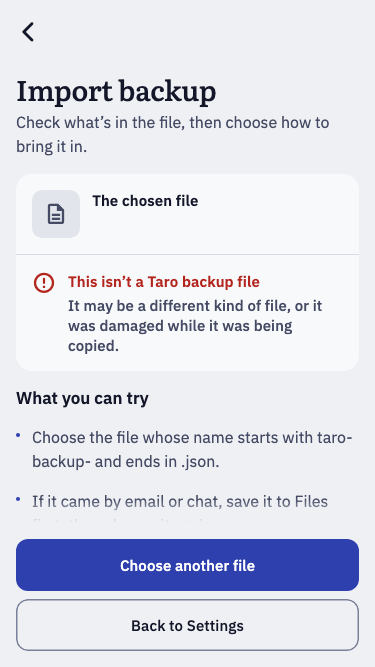 Import backup
Check what’s in the file, then choose how to
bring it in.
The chosen file
This isn’t a Taro backup file
It may be a different kind of file, or it
was damaged while it was being
copied.
What you can try
• Choose the file whose name starts with taro-
backup- and ends in .json.
• If it came by email or chat, save it to Files
Choose another file
Back to Settings